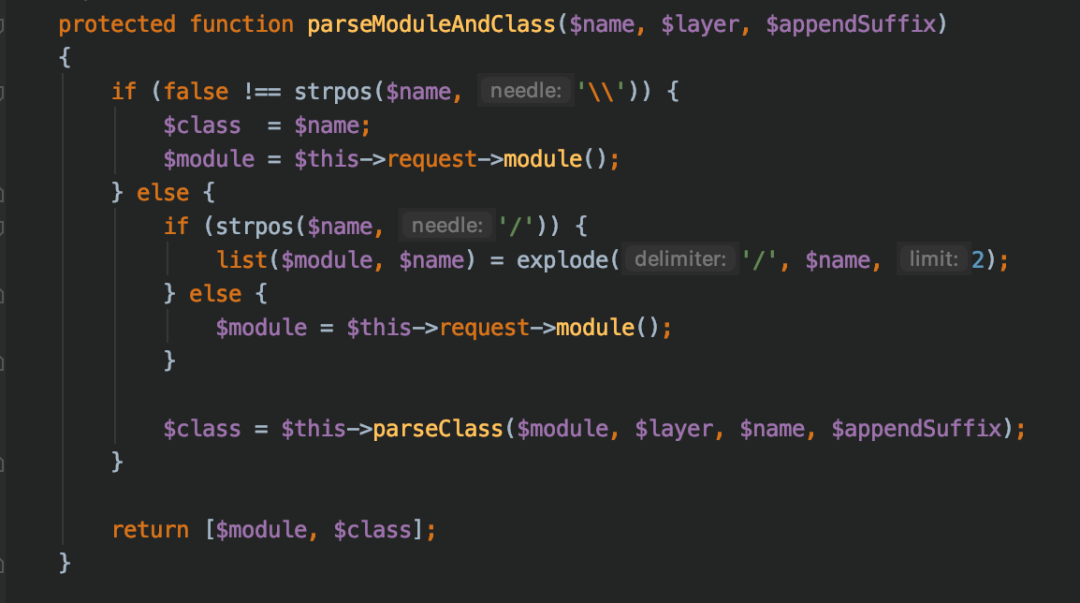 protected function parseModuleAndClass($name, $layer, $appendSuffix)
{
if (false !== strpos($name, needle: '\\')) {
$class  = $name;
$module = $this->request->module();
} else {
if (strpos($name, needle: '/')) {
list($module, $name) = explode( delimiter: '/', $name, limit: 2);
} else {
$module = $this->request->module();
}
$class = $this->parseClass($module, $layer, $name, $appendSuffix);
}
return [$module, $class];
}